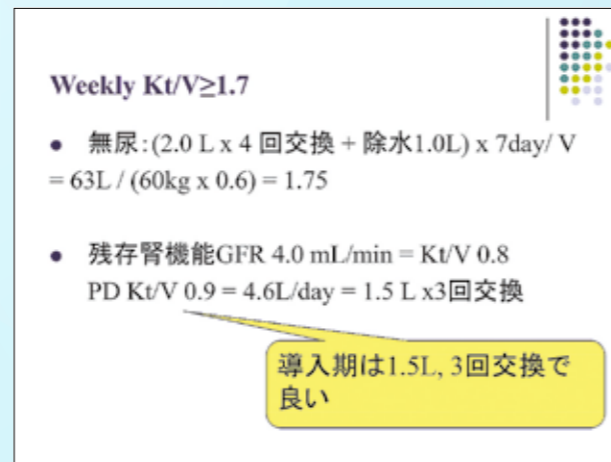 Weekly Kt/V≥1.7
• 無尿:(2.0 L x 4 回交換 + 除水1.0L) x 7day/ V
= 63L / (60kg x 0.6) = 1.75
• 残存腎機能GFR 4.0 mL/min = Kt/V 0.8
PD Kt/V 0.9 = 4.6L/day = 1.5 L x3回交換
導入期は1.5L, 3回交換で
良い